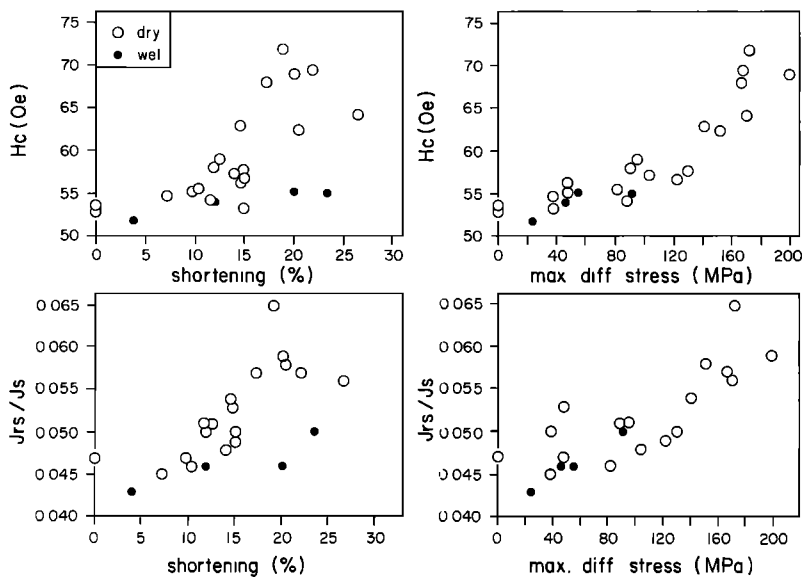 dry
wel
Hc (Oe)
75
70
65
60
55
50
0 5 10 15 20 25 30
shortening (%)
Hc (Oe)
75
70
65
60
55
50
0 40 80 120 160 200
max. diff stress (MPa)
Jrs / Js
0 065
0 060
0 055
0 050
0 045
0 040
0 5 10 15 20 25 30
shortening (%)
Jrs / Js
0 065
0 060
0 055
0 050
0 045
0 040
0 40 80 120 160 200
max. diff stress (MPa)